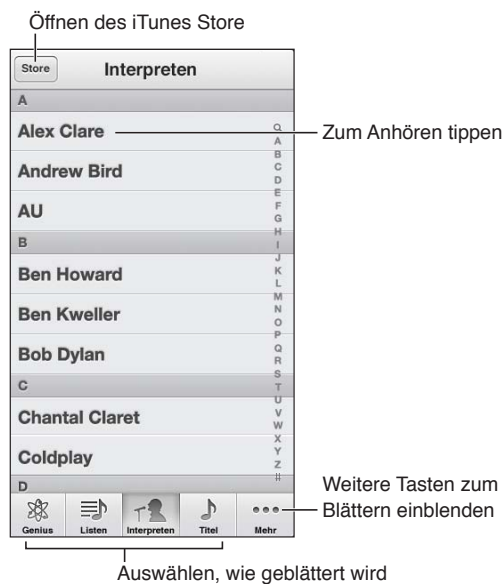 Öffnen des iTunes Store
Store
Interpreten
A
Alex Clare
Zum Anhören tippen
Andrew Bird
AU
B
Ben Howard
Ben Kweller
Bob Dylan
C
Chantal Claret
Coldplay
D
A
B
C
D
E
F
G
H
I
J
K
L
M
N
O
P
Q
R
S
T
U
V
W
X
Y
Z
#
Genius
Listen
Interpreten
Titel
Mehr
Weitere Tasten zum
Blättern einblenden
Auswählen, wie geblättert wird